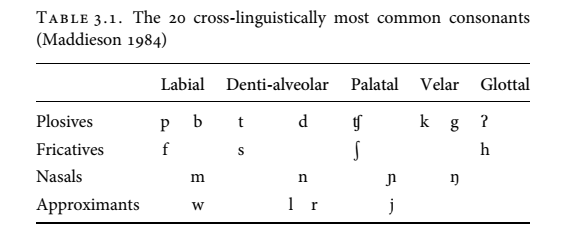 TABLE 3.1. The 20 cross-linguistically most common consonants
(Maddieson 1984)
Labial Denti-alveolar Palatal Velar Glottal
Plosives p b t d ʧ k g ʔ
Fricatives f s ʃ h
Nasals m n ɲ ŋ
Approximants w l r j